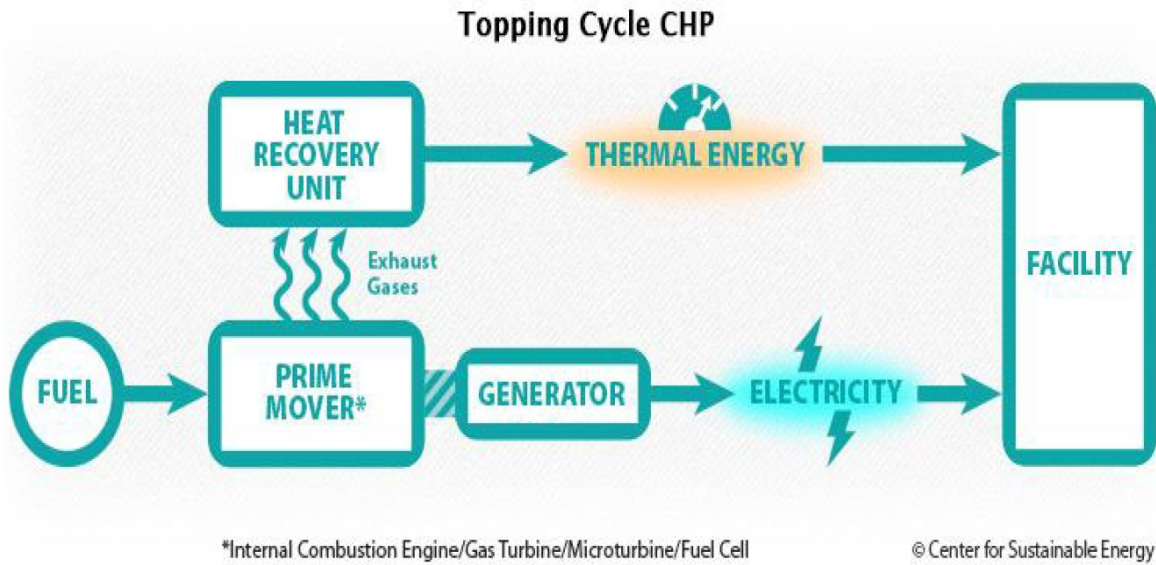 Topping Cycle CHP
HEAT
RECOVERY
UNIT
THERMAL ENERGY
Exhaust
Gases
FACILITY
FUEL
PRIME
MOVER*
GENERATOR
ELECTRICITY
*Internal Combustion Engine/Gas Turbine/Microturbine/Fuel Cell
© Center for Sustainable Energy